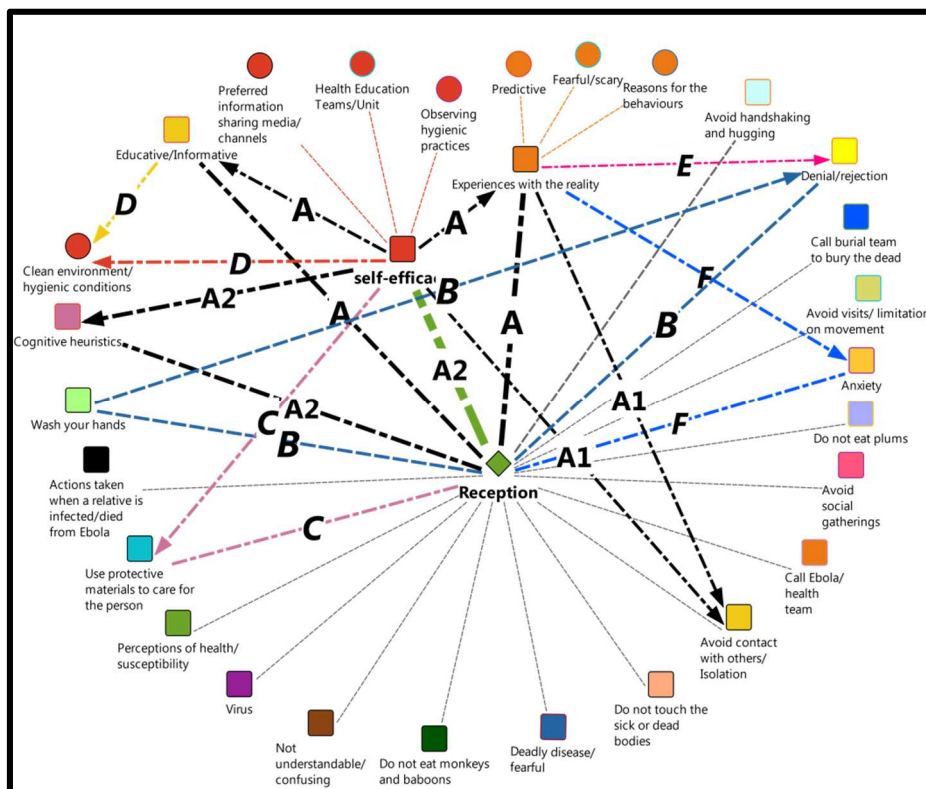 Preferred
information
sharing media/
channels
Health Education
Teams/Unit
Observing
hygienic
practices
Predictive
Fearful/scary
Reasons for the
behaviours
Avoid handshaking
and hugging
Educative/Informative
Experiences with the reality
E
Denial/rejection
D
A
A
Call burial team
to bury the dead
Clean environment/
hygienic conditions
D
self-effica
B
F
Avoid visits/ limitation
on movement
A2
A
A
B
Cognitive heuristics
Anxiety
A2
A1
Wash your hands
A2
C
B
F
Do not eat plums
A1
Actions taken
when a relative is
infected/died
from Ebola
Reception
Avoid
social
gatherings
C
Use protective
materials to care for
the person
Call Ebola/
health
team
Perceptions of health/
susceptibility
Avoid contact
with others/
Isolation
Virus
Do not touch the
sick or dead
bodies
Not
understandable/
confusing
Do not eat monkeys
and baboons
Deadly disease/
fearful